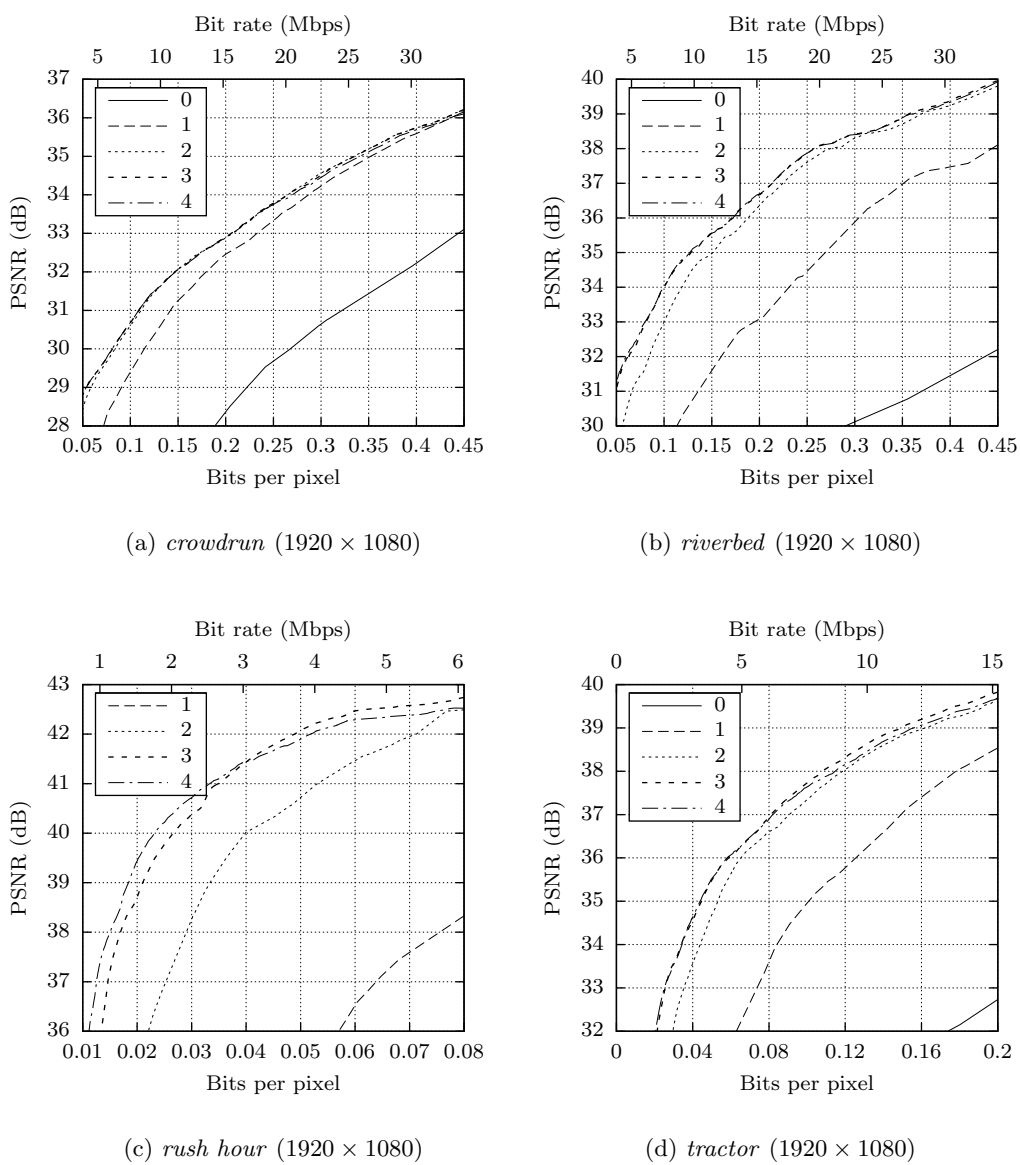 Bit rate (Mbps)
5 10 15 20 25 30
37
36
35
34
33
32
31
30
29
28
PSNR (dB)
0
1
2
3
4
0.05 0.1 0.15 0.2 0.25 0.3 0.35 0.4 0.45
Bits per pixel
(a) crowdrun (1920 × 1080)
Bit rate (Mbps)
5 10 15 20 25 30
40
39
38
37
36
35
34
33
32
31
30
PSNR (dB)
0
1
2
3
4
0.05 0.1 0.15 0.2 0.25 0.3 0.35 0.4 0.45
Bits per pixel
(b) riverbed (1920 × 1080)
Bit rate (Mbps)
1 2 3 4 5 6
43
42
41
40
39
38
37
36
PSNR (dB)
1
2
3
4
0.01 0.02 0.03 0.04 0.05 0.06 0.07 0.08
Bits per pixel
(c) rush hour (1920 × 1080)
Bit rate (Mbps)
0 5 10 15
40
39
38
37
36
35
34
33
32
PSNR (dB)
0
1
2
3
4
0 0.04 0.08 0.12 0.16 0.2
Bits per pixel
(d) tractor (1920 × 1080)